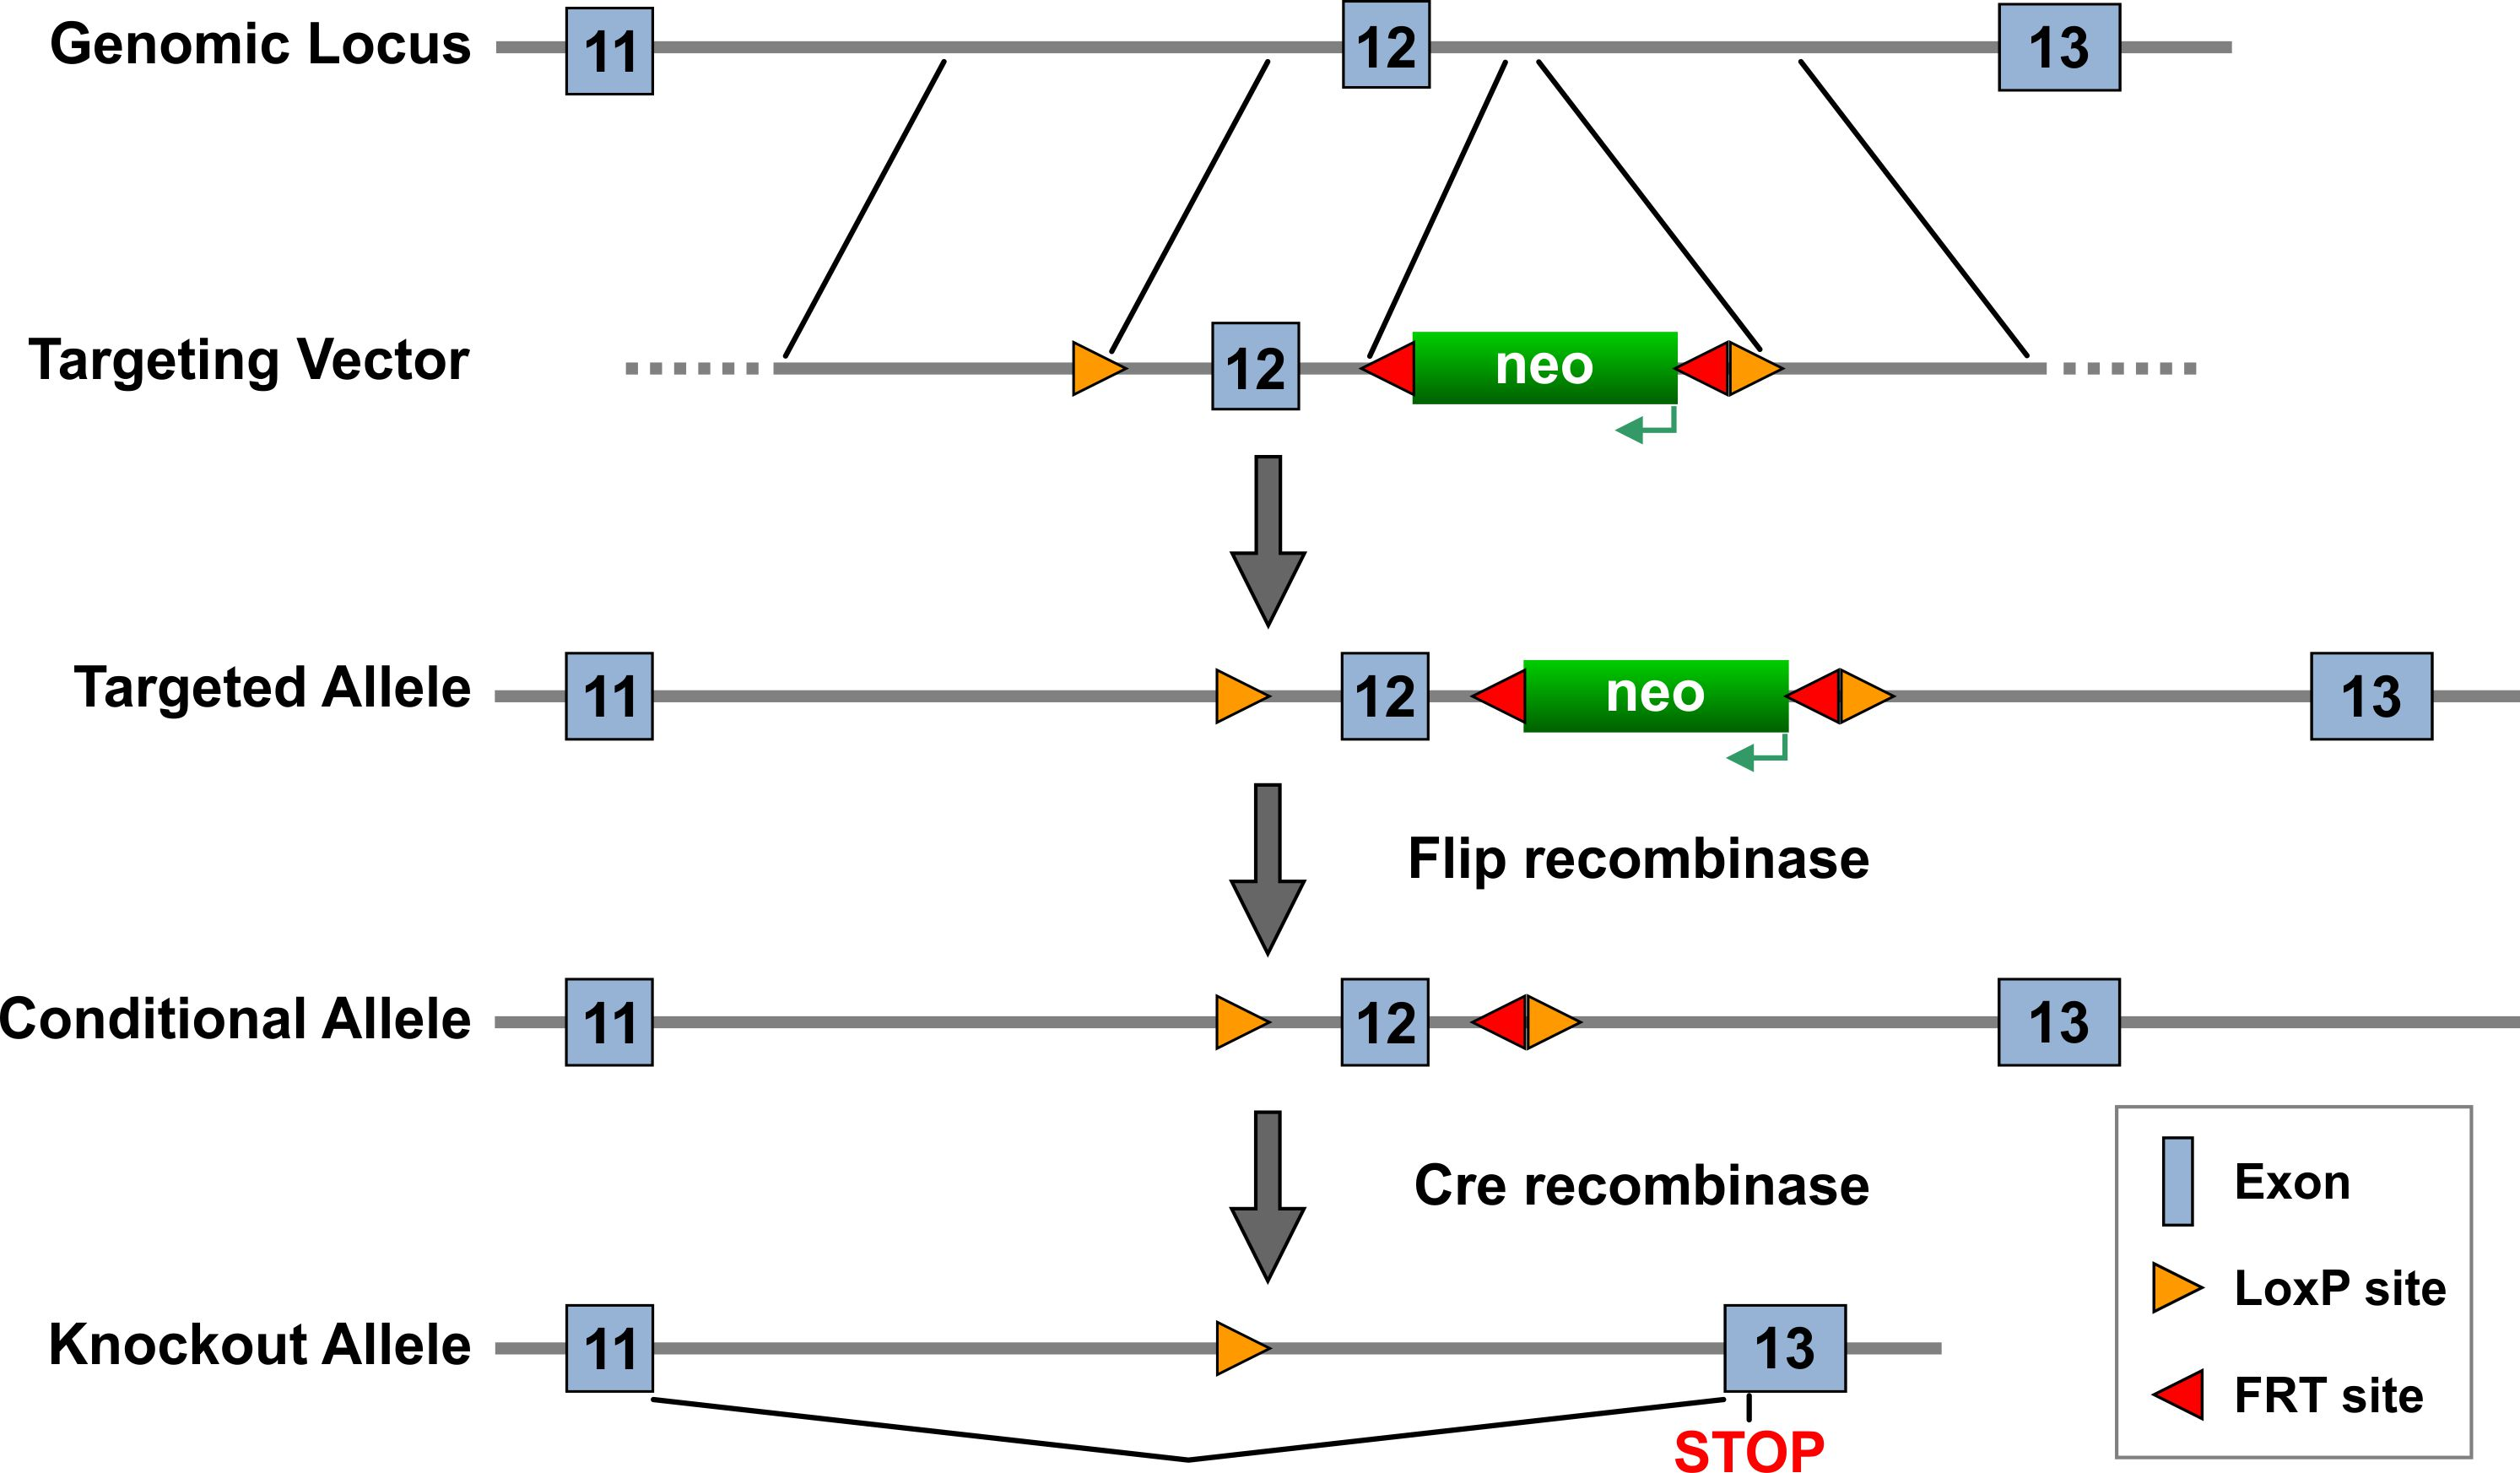 Genomic Locus 11 12 13
Targeting Vector 12 neo
Targeted Allele 11 12 neo 13
Flip recombinase
Conditional Allele 11 12 13
Cre recombinase
Knockout Allele 11 13
STOP
Exon
LoxP site
FRT site